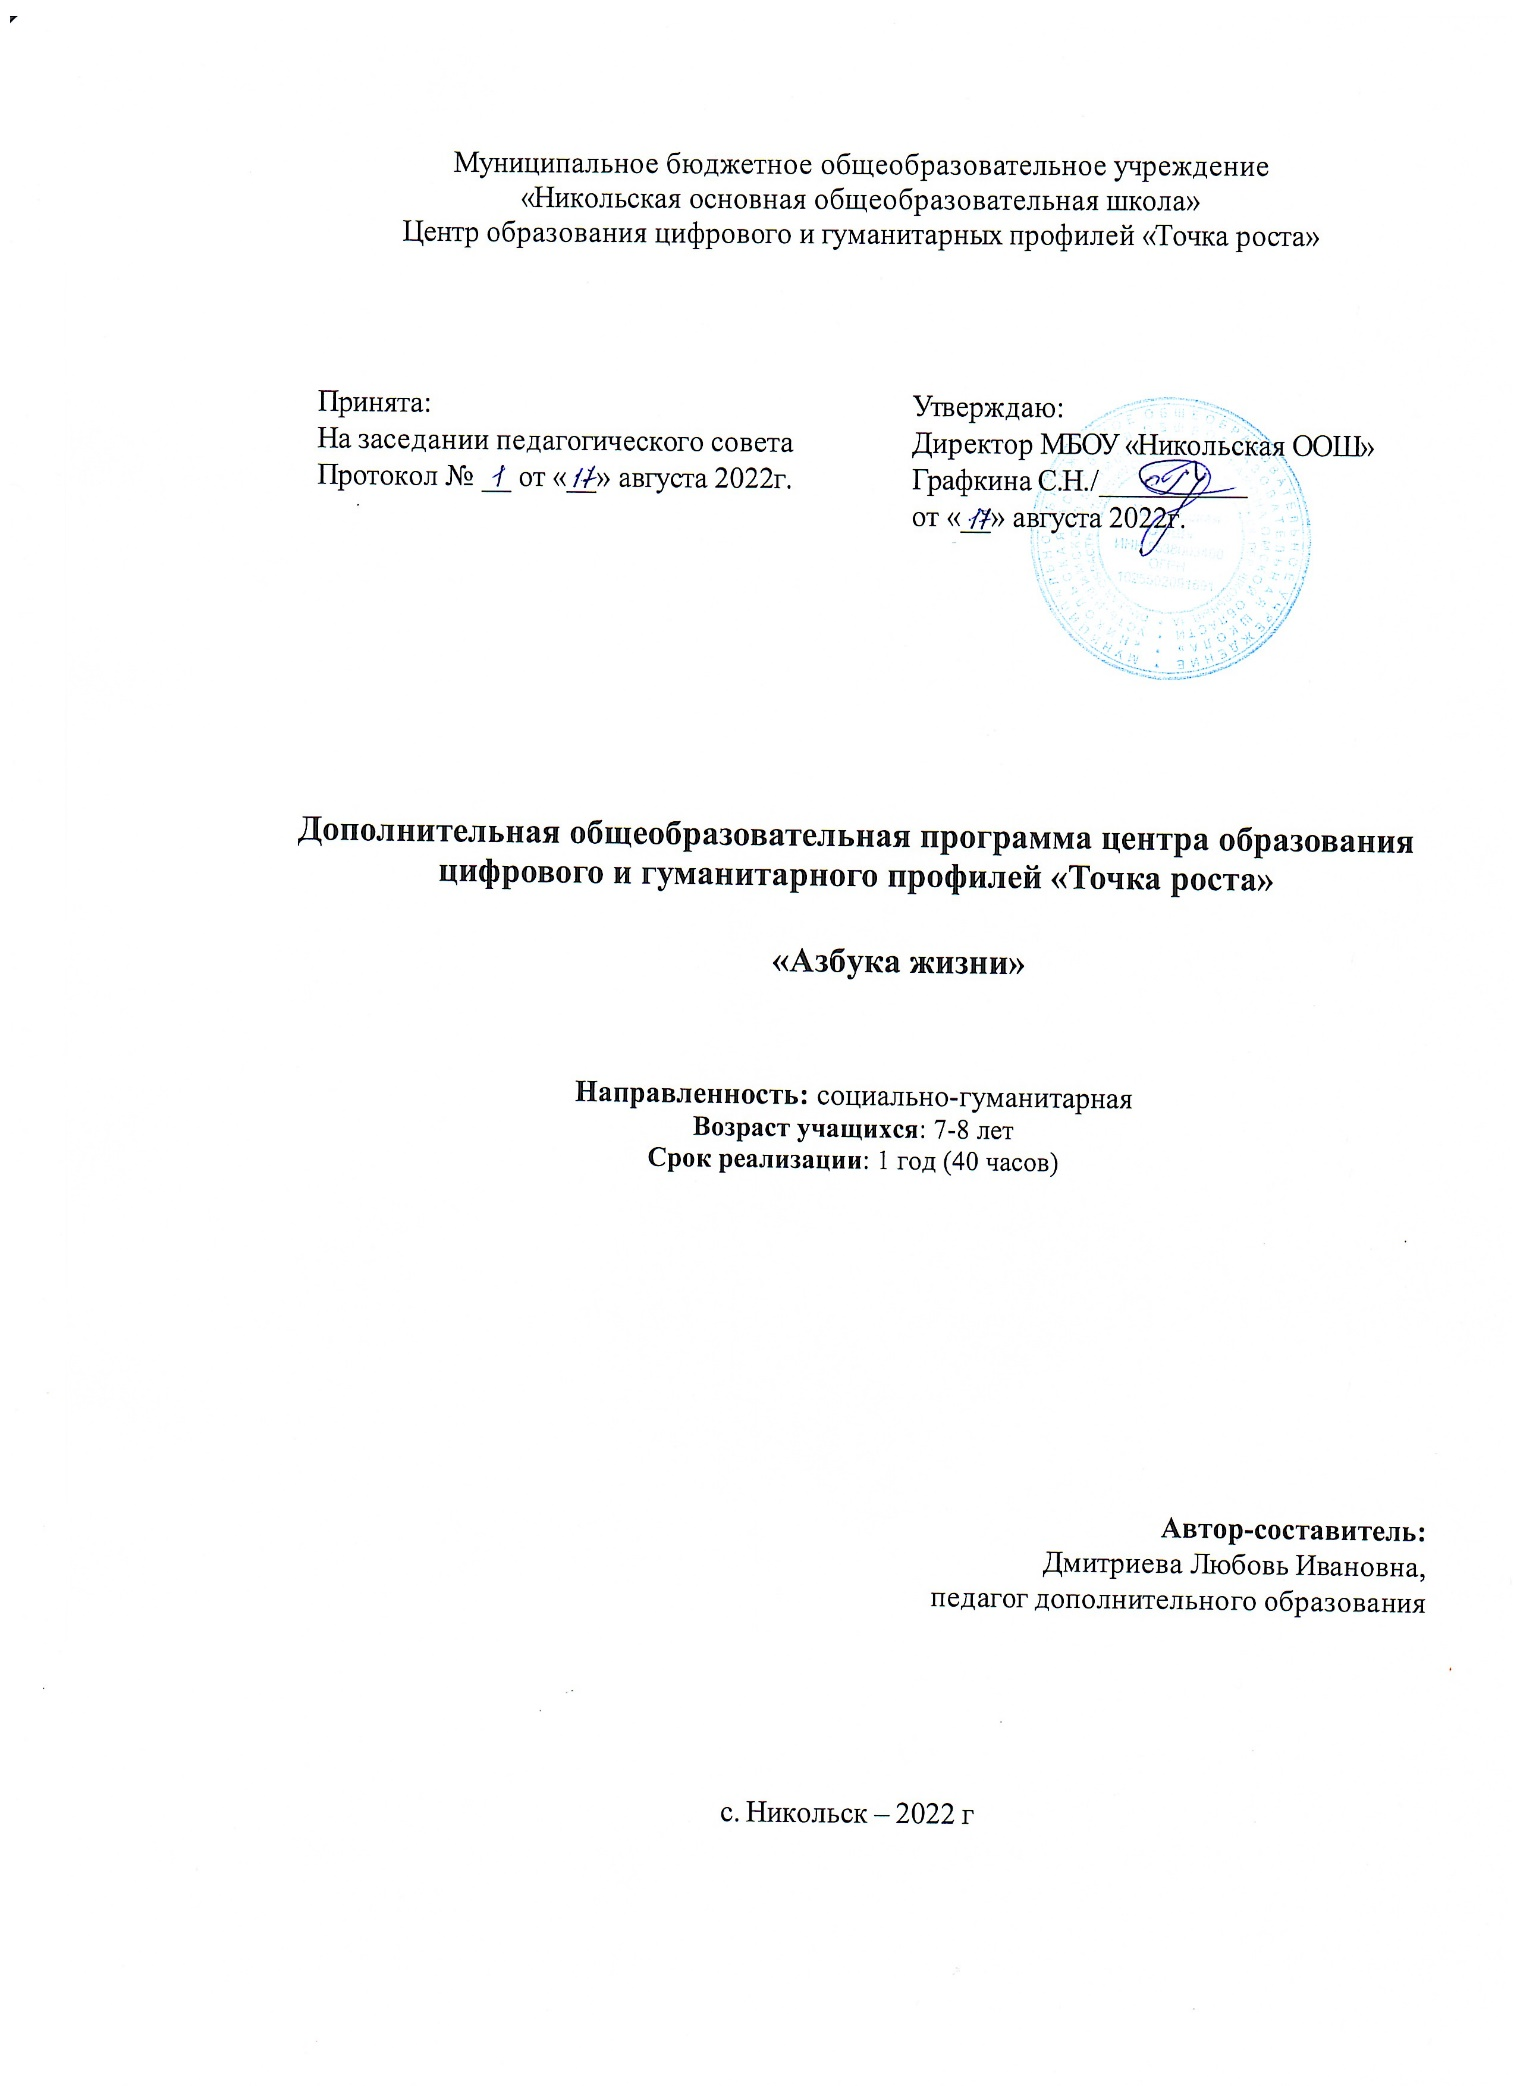 Муниципальное бюджетное общеобразовательное учреждение
«Никольская основная общеобразовательная школа»
Центр образования цифрового и гуманитарных профилей «Точка роста»
Принята:
На заседании педагогического совета
Протокол № 1 от «17» августа 2022г.
Утверждаю:
Директор МБОУ «Никольская ООШ»
Графкина С.Н./
от «17» августа 2022г.
Дополнительная общеобразовательная программа центра образования
цифрового и гуманитарного профилей «Точка роста»
«Азбука жизни»
Направленность: социально-гуманитарная
Возраст учащихся: 7-8 лет
Срок реализации: 1 год (40 часов)
Автор-составитель:
Дмитриева Любовь Ивановна,
педагог дополнительного образования
с. Никольск – 2022 г